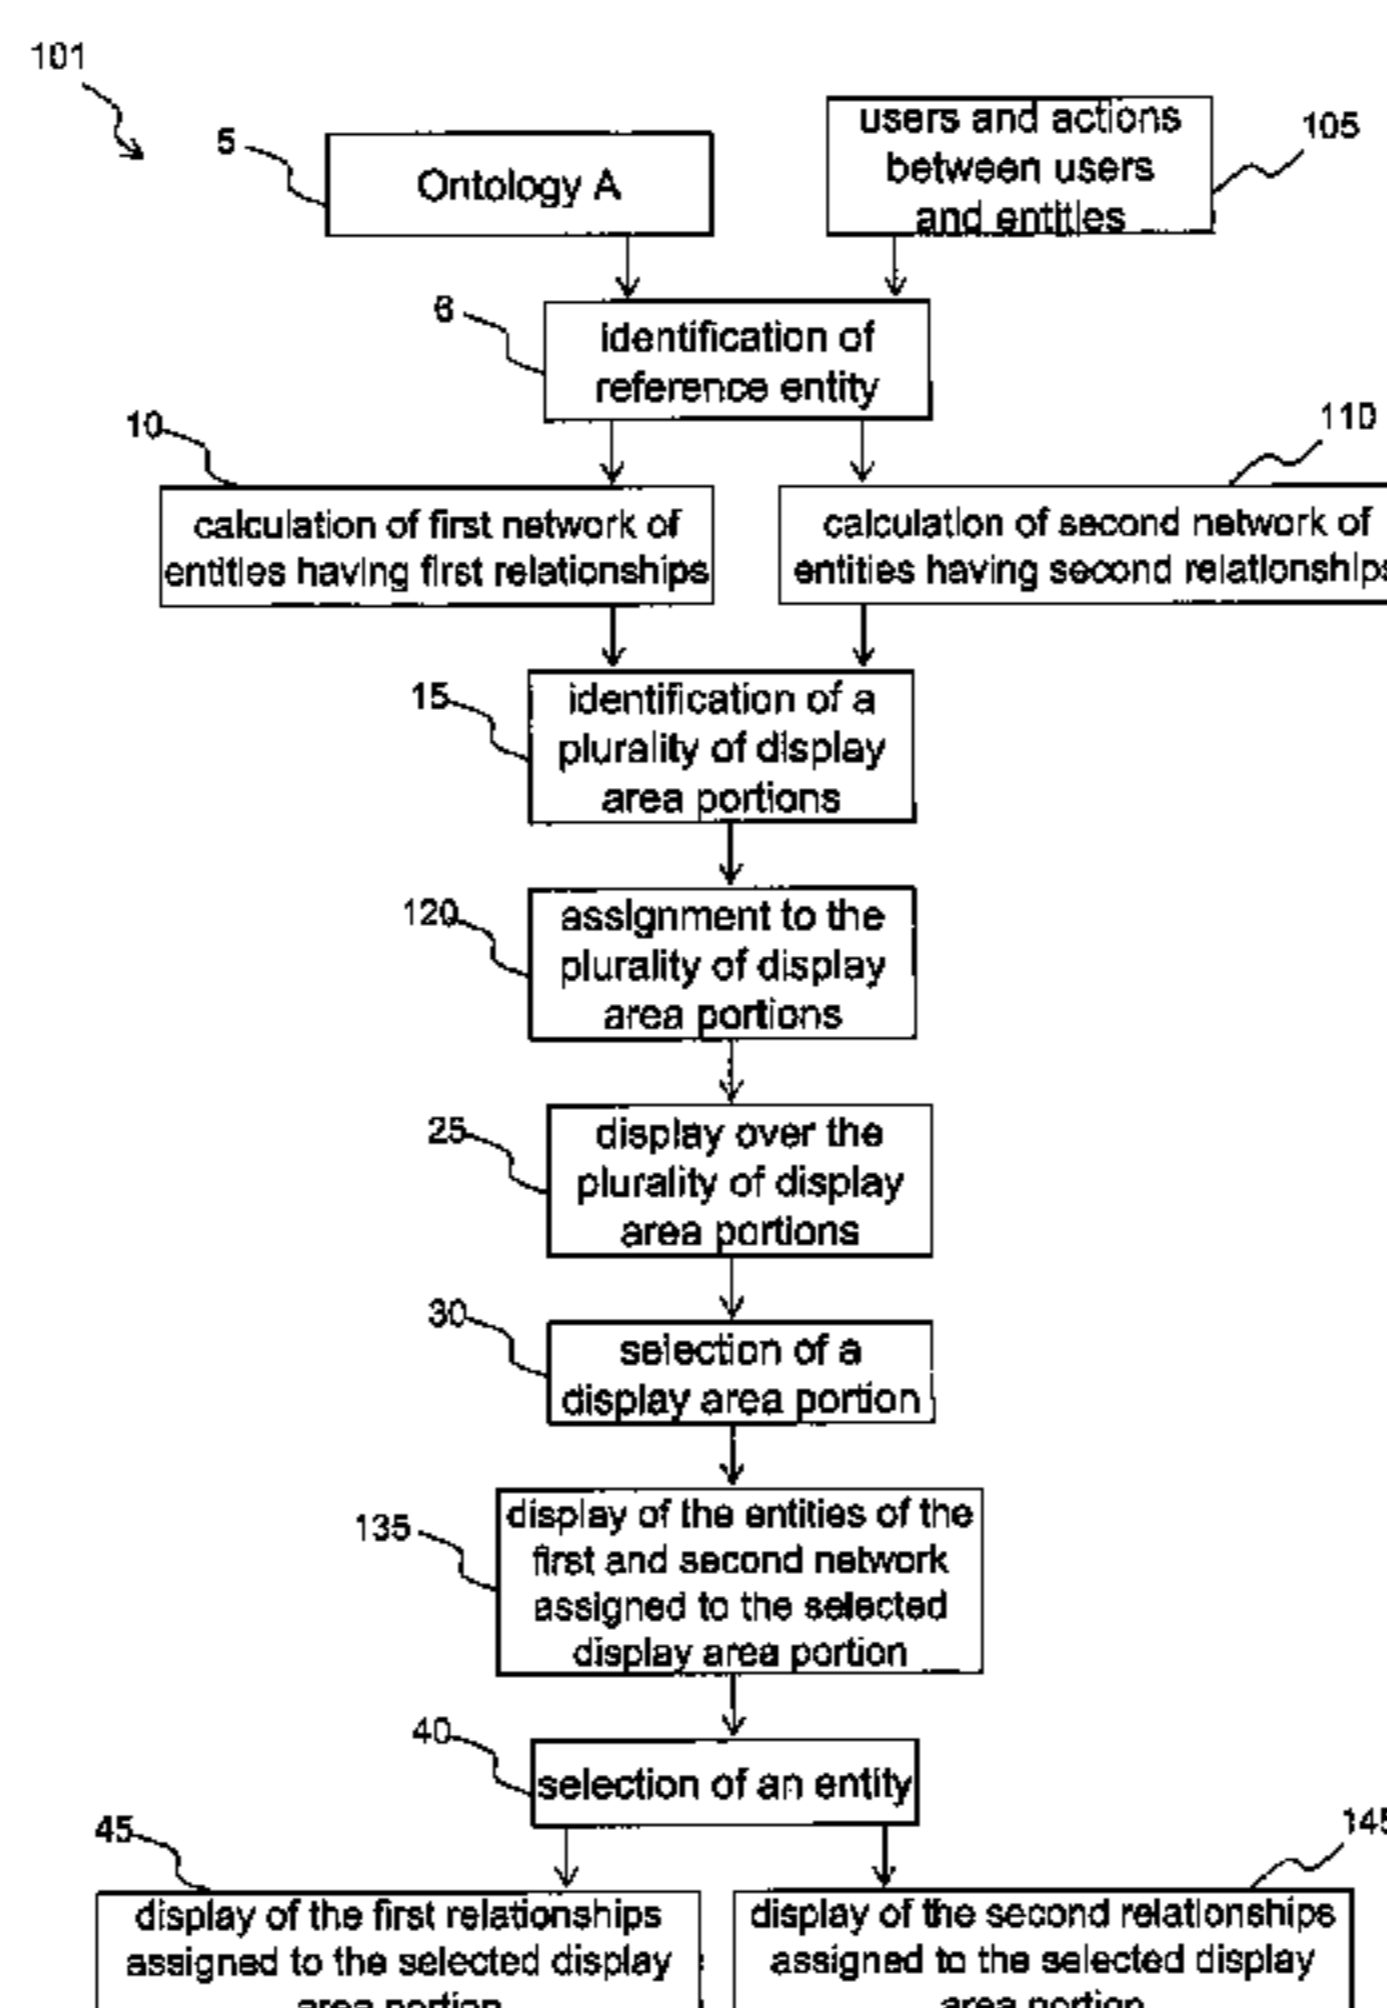 101
5
Ontology A
users and actions
between users
and entities
105
6
identification of
reference entity
10
110
calculation of first network of
entities having first relationships
calculation of second network of
entities having second relationships
15
identification of a
plurality of display
area portions
120
assignment to the
plurality of display
area portions
25
display over the
plurality of display
area portions
30
selection of a
display area portion
135
display of the entities of the
first and second network
assigned to the selected
display area portion
40
selection of an entity
45
145
display of the first relationships
assigned to the selected display
area portion
display of the second relationships
assigned to the selected display
area portion